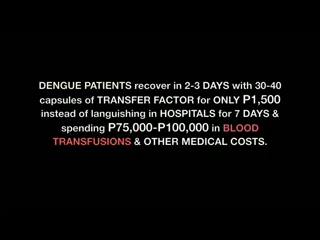 DENGUE PATIENTS recover in 2-3 DAYS with 30-40
capsules of TRANSFER FACTOR for ONLY P1,500
instead of languishing in HOSPITALS for 7 DAYS &
spending P75,000-P100,000 in BLOOD
TRANSFUSIONS & OTHER MEDICAL COSTS.